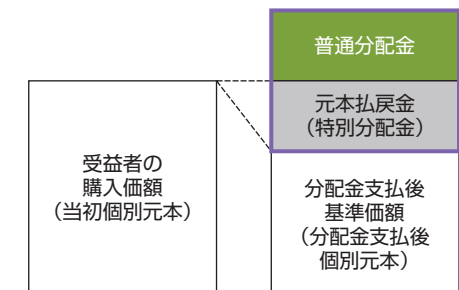 普通分配金
元本払戻金
（特別分配金）
受益者の
購入価額
（当初個別元本）
分配金支払後
基準価額
（分配金支払後
個別元本）